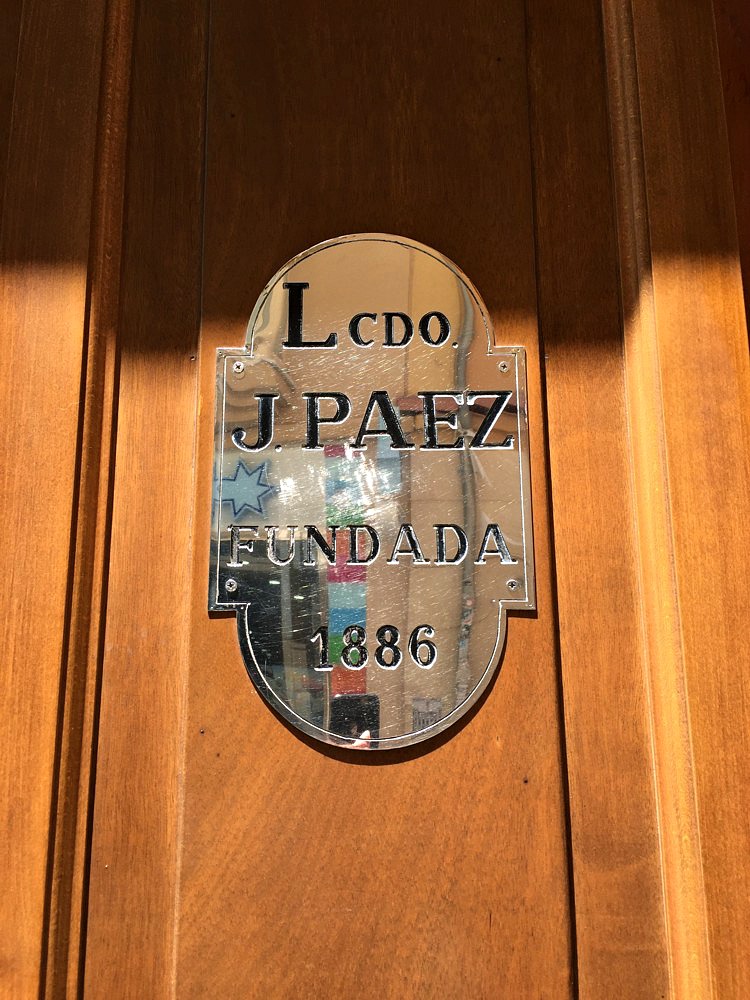 LCDO.
J. PAEZ
FUNDADA
1886